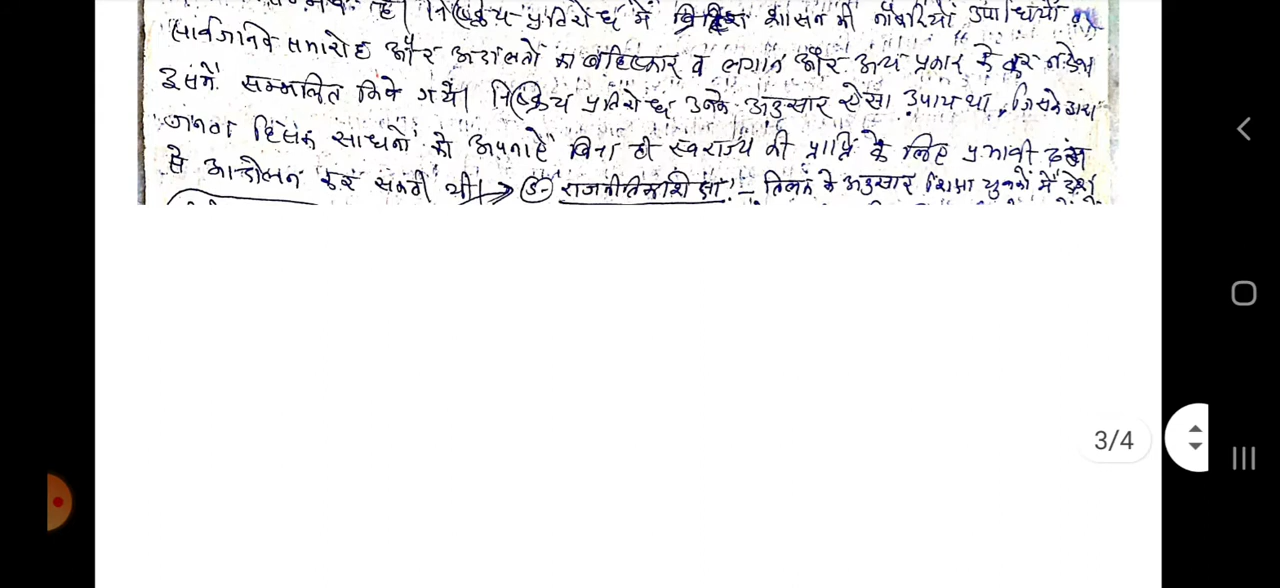 है। निष्क्रिय प्रतिरोध में ब्रिटिश शासन की नौकरियों उपाधियों व
सार्वजनिक समारोह और अदालतों का बहिष्कार व लगान और अन्य प्रकार के कर न देना
इसमें सम्मलित किये गये। निष्क्रिय प्रतिरोध उनके अनुसार ऐसा उपाय था, जिसके द्वारा
जनता हिंसक साधनों को अपनाऐं बिना ही स्वराज्य की प्राप्ति के लिए प्रभावी ढंग
से आन्दोलन कर सकती थी। → ⑤- राजनीतिक शिक्षा:- तिलक के अनुसार शिक्षा युवकों में देश
3/4